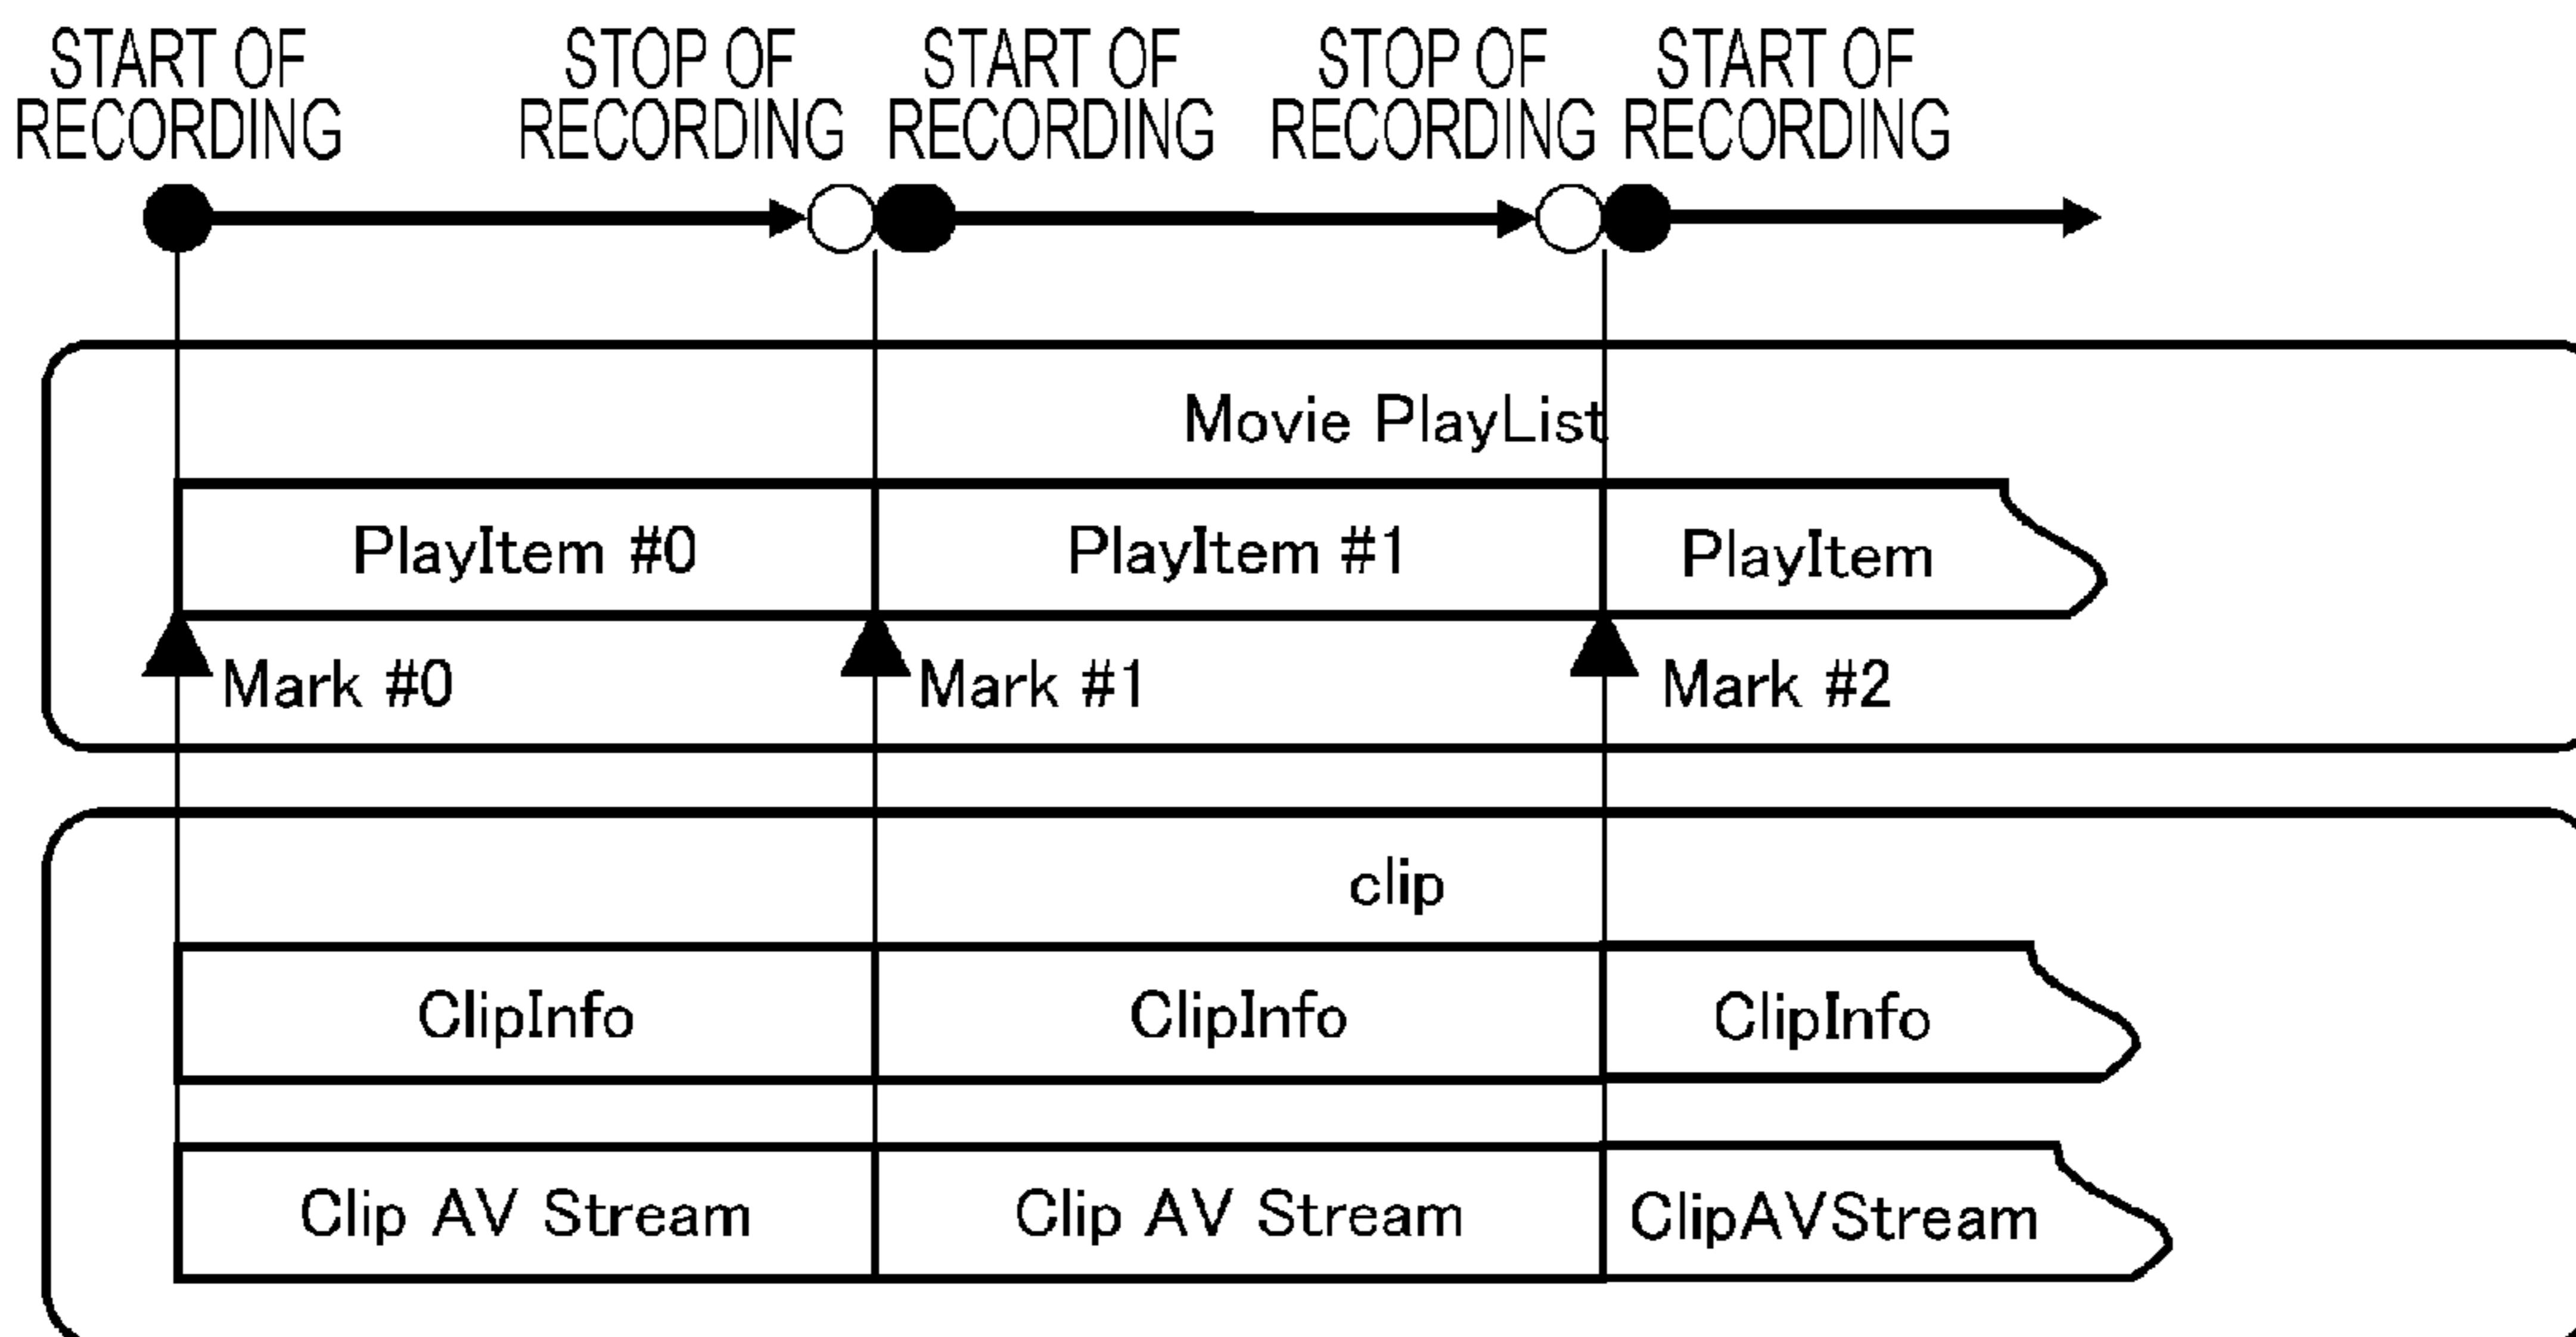 START OF
RECORDING
STOP OF
RECORDING
START OF
RECORDING
STOP OF
RECORDING
START OF
RECORDING
Movie PlayList
PlayItem #0
PlayItem #1
PlayItem
Mark #0
Mark #1
Mark #2
clip
ClipInfo
ClipInfo
ClipInfo
Clip AV Stream
Clip AV Stream
ClipAVStream